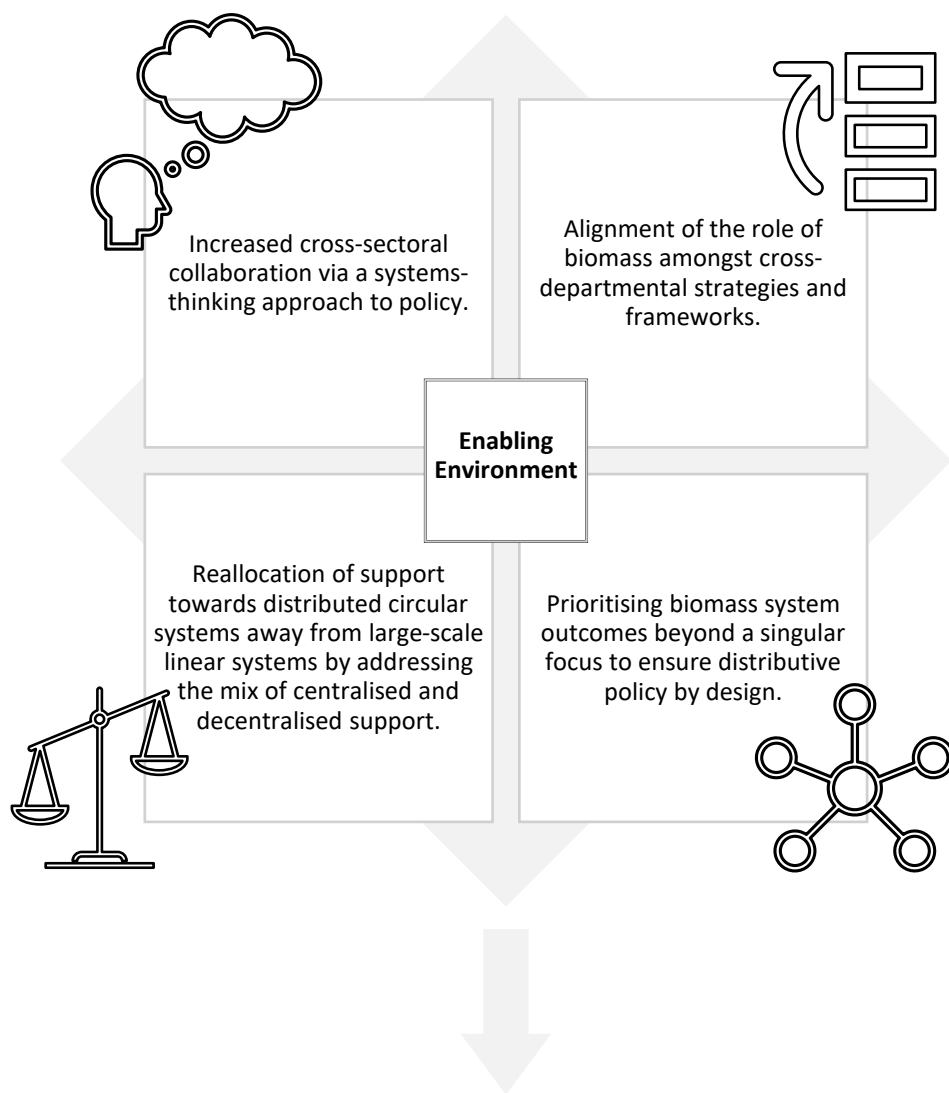 Increased cross-sectoral
collaboration via a systems-
thinking approach to policy.
Alignment of the role of
biomass amongst cross-
departmental strategies and
frameworks.
Enabling
Environment
Reallocation of support
towards distributed circular
systems away from large-scale
linear systems by addressing
the mix of centralised and
decentralised support.
Prioritising biomass system
outcomes beyond a singular
focus to ensure distributive
policy by design.